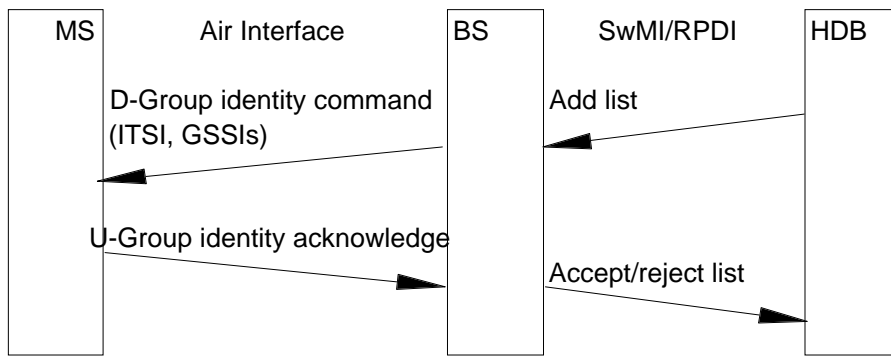 MS Air Interface BS SwMI/RPDI HDB
D-Group identity command Add list
(ITSI, GSSIs)
U-Group identity acknowledge
Accept/reject list